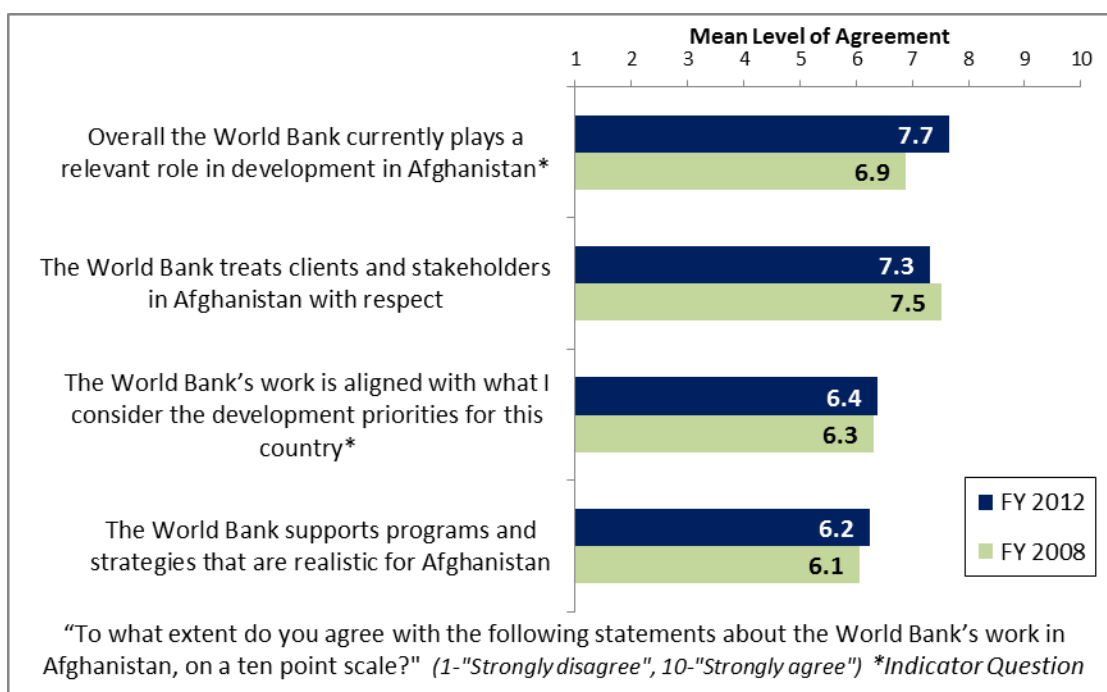 Mean Level of Agreement
1 2 3 4 5 6 7 8 9 10
Overall the World Bank currently plays a
relevant role in development in Afghanistan*
7.7
6.9
The World Bank treats clients and stakeholders
in Afghanistan with respect
7.3
7.5
The World Bank’s work is aligned with what I
consider the development priorities for this
country*
6.4
6.3
The World Bank supports programs and
strategies that are realistic for Afghanistan
6.2
6.1
FY 2012
FY 2008
“To what extent do you agree with the following statements about the World Bank’s work in
Afghanistan, on a ten point scale?" (1-"Strongly disagree", 10-"Strongly agree") *Indicator Question